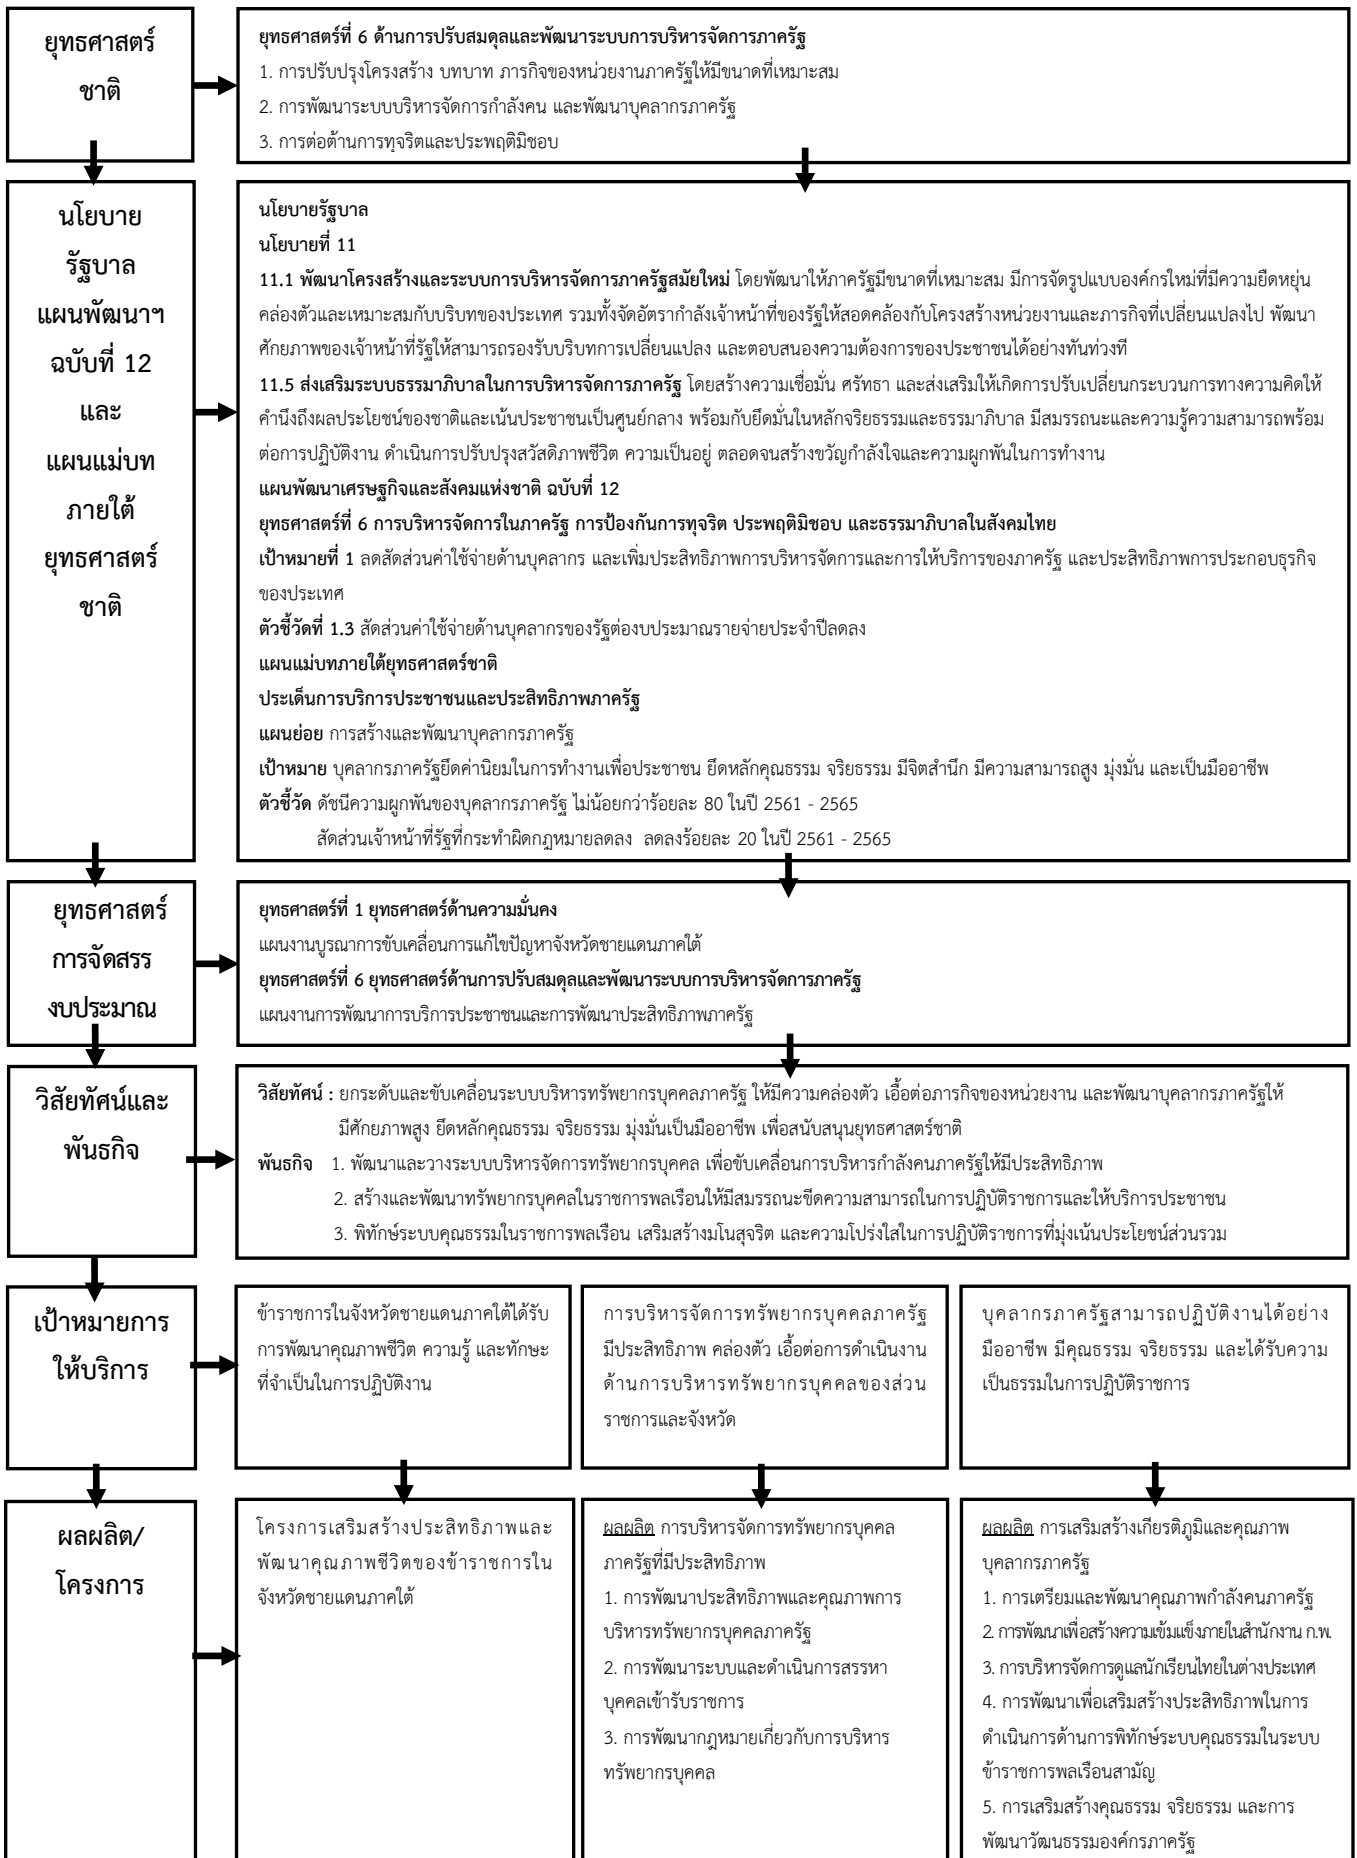 ยุทธศาสตร์
ชาติ
ยุทธศาสตร์ที่ 6 ด้านการปรับสมดุลและพัฒนาระบบการบริหารจัดการภาครัฐ
1. การปรับปรุงโครงสร้าง บทบาท ภารกิจของหน่วยงานภาครัฐให้มีขนาดที่เหมาะสม
2. การพัฒนาระบบบริหารจัดการกำลังคน และพัฒนาบุคลากรภาครัฐ
3. การต่อต้านการทุจริตและประพฤติมิชอบ
นโยบาย
รัฐบาล
แผนพัฒนาฯ
ฉบับที่ 12
และ
แผนแม่บท
ภายใต้
ยุทธศาสตร์
ชาติ
นโยบายรัฐบาล
นโยบายที่ 11
11.1 พัฒนาโครงสร้างและระบบการบริหารจัดการภาครัฐสมัยใหม่ โดยพัฒนาให้ภาครัฐมีขนาดที่เหมาะสม มีการจัดรูปแบบองค์กรใหม่ที่มีความยืดหยุ่น
คล่องตัวและเหมาะสมกับบริบทของประเทศ รวมทั้งจัดอัตรากำลังเจ้าหน้าที่ของรัฐให้สอดคล้องกับโครงสร้างหน่วยงานและภารกิจที่เปลี่ยนแปลงไป พัฒนา
ศักยภาพของเจ้าหน้าที่รัฐให้สามารถรองรับบริบทการเปลี่ยนแปลง และตอบสนองความต้องการของประชาชนได้อย่างทันท่วงที
11.5 ส่งเสริมระบบธรรมาภิบาลในการบริหารจัดการภาครัฐ โดยสร้างความเชื่อมั่น ศรัทธา และส่งเสริมให้เกิดการปรับเปลี่ยนกระบวนการทางความคิดให้
คำนึงถึงผลประโยชน์ของชาติและเน้นประชาชนเป็นศูนย์กลาง พร้อมกับยึดมั่นในหลักจริยธรรมและธรรมาภิบาล มีสมรรถนะและความรู้ความสามารถพร้อม
ต่อการปฏิบัติงาน ดำเนินการปรับปรุงสวัสดิภาพชีวิต ความเป็นอยู่ ตลอดจนสร้างขวัญกำลังใจและความผูกพันในการทำงาน
แผนพัฒนาเศรษฐกิจและสังคมแห่งชาติ ฉบับที่ 12
ยุทธศาสตร์ที่ 6 การบริหารจัดการในภาครัฐ การป้องกันการทุจริต ประพฤติมิชอบ และธรรมาภิบาลในสังคมไทย
เป้าหมายที่ 1 ลดสัดส่วนค่าใช้จ่ายด้านบุคลากร และเพิ่มประสิทธิภาพการบริหารจัดการและการให้บริการของภาครัฐ และประสิทธิภาพการประกอบธุรกิจ
ของประเทศ
ตัวชี้วัดที่ 1.3 สัดส่วนค่าใช้จ่ายด้านบุคลากรของรัฐต่องบประมาณรายจ่ายประจำปีลดลง
แผนแม่บทภายใต้ยุทธศาสตร์ชาติ
ประเด็นการบริการประชาชนและประสิทธิภาพภาครัฐ
แผนย่อย การสร้างและพัฒนาบุคลากรภาครัฐ
เป้าหมาย บุคลากรภาครัฐยึดค่านิยมในการทำงานเพื่อประชาชน ยึดหลักคุณธรรม จริยธรรม มีจิตสำนึก มีความสามารถสูง มุ่งมั่น และเป็นมืออาชีพ
ตัวชี้วัด ดัชนีความผูกพันของบุคลากรภาครัฐ ไม่น้อยกว่าร้อยละ 80 ในปี 2561 - 2565
สัดส่วนเจ้าหน้าที่รัฐที่กระทำผิดกฎหมายลดลง ลดลงร้อยละ 20 ในปี 2561 - 2565
ยุทธศาสตร์
การจัดสรร
งบประมาณ
ยุทธศาสตร์ที่ 1 ยุทธศาสตร์ด้านความมั่นคง
แผนงานบูรณาการขับเคลื่อนการแก้ไขปัญหาจังหวัดชายแดนภาคใต้
ยุทธศาสตร์ที่ 6 ยุทธศาสตร์ด้านการปรับสมดุลและพัฒนาระบบการบริหารจัดการภาครัฐ
แผนงานการพัฒนาการบริการประชาชนและการพัฒนาประสิทธิภาพภาครัฐ
วิสัยทัศน์และ
พันธกิจ
วิสัยทัศน์ : ยกระดับและขับเคลื่อนระบบบริหารทรัพยากรบุคคลภาครัฐ ให้มีความคล่องตัว เอื้อต่อภารกิจของหน่วยงาน และพัฒนาบุคลากรภาครัฐให้
มีศักยภาพสูง ยึดหลักคุณธรรม จริยธรรม มุ่งมั่นเป็นมืออาชีพ เพื่อสนับสนุนยุทธศาสตร์ชาติ
พันธกิจ 1. พัฒนาและวางระบบบริหารจัดการทรัพยากรบุคคล เพื่อขับเคลื่อนการบริหารกำลังคนภาครัฐให้มีประสิทธิภาพ
2. สร้างและพัฒนาทรัพยากรบุคคลในราชการพลเรือนให้มีสมรรถนะขีดความสามารถในการปฏิบัติราชการและให้บริการประชาชน
3. พิทักษ์ระบบคุณธรรมในราชการพลเรือน เสริมสร้างมโนสุจริต และความโปร่งใสในการปฏิบัติราชการที่มุ่งเน้นประโยชน์ส่วนรวม
เป้าหมายการ
ให้บริการ
ข้าราชการในจังหวัดชายแดนภาคใต้ได้รับ
การพัฒนาคุณภาพชีวิต ความรู้ และทักษะ
ที่จำเป็นในการปฏิบัติงาน
การบริหารจัดการทรัพยากรบุคคลภาครัฐ
มีประสิทธิภาพ คล่องตัว เอื้อต่อการดำเนินงาน
ด้านการบริหารทรัพยากรบุคคลของส่วน
ราชการและจังหวัด
บุคลากรภาครัฐสามารถปฏิบัติงานได้อย่าง
มืออาชีพ มีคุณธรรม จริยธรรม และได้รับความ
เป็นธรรมในการปฏิบัติราชการ
ผลผลิต/
โครงการ
โครงการเสริมสร้างประสิทธิภาพและ
พัฒนาคุณภาพชีวิตของข้าราชการใน
จังหวัดชายแดนภาคใต้
ผลผลิต การบริหารจัดการทรัพยากรบุคคล
ภาครัฐที่มีประสิทธิภาพ
1. การพัฒนาประสิทธิภาพและคุณภาพการ
บริหารทรัพยากรบุคคลภาครัฐ
2. การพัฒนาระบบและดำเนินการสรรหา
บุคคลเข้ารับราชการ
3. การพัฒนากฎหมายเกี่ยวกับการบริหาร
ทรัพยากรบุคคล
ผลผลิต การเสริมสร้างเกียรติภูมิและคุณภาพ
บุคลากรภาครัฐ
1. การเตรียมและพัฒนาคุณภาพกำลังคนภาครัฐ
2. การพัฒนาเพื่อสร้างความเข้มแข็งภายในสำนักงาน ก.พ.
3. การบริหารจัดการดูแลนักเรียนไทยในต่างประเทศ
4. การพัฒนาเพื่อเสริมสร้างประสิทธิภาพในการ
ดำเนินการด้านการพิทักษ์ระบบคุณธรรมในระบบ
ข้าราชการพลเรือนสามัญ
5. การเสริมสร้างคุณธรรม จริยธรรม และการ
พัฒนาวัฒนธรรมองค์กรภาครัฐ